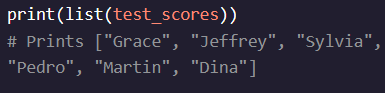 print(list(test_scores))
# Prints ["Grace", "Jeffrey", "Sylvia",
"Pedro", "Martin", "Dina"]